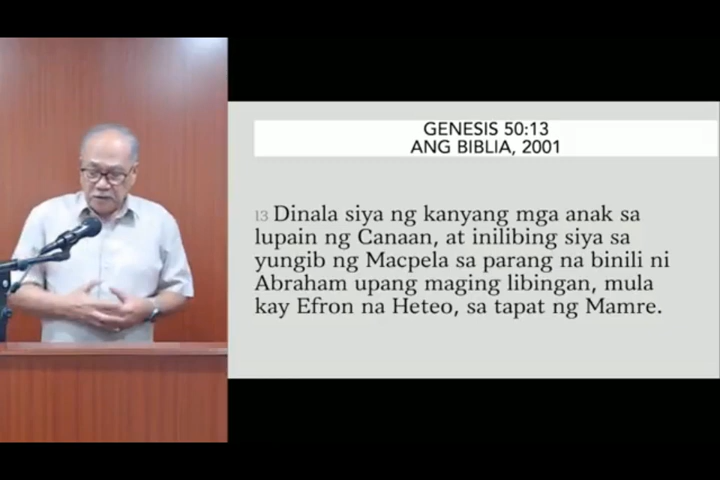 GENESIS 50:13
ANG BIBLIA, 2001
13 Dinala siya ng kanyang mga anak sa
lupain ng Canaan, at inilibing siya sa
yungib ng Macpela sa parang na binili ni
Abraham upang maging libingan, mula
kay Efron na Heteo, sa tapat ng Mamre.